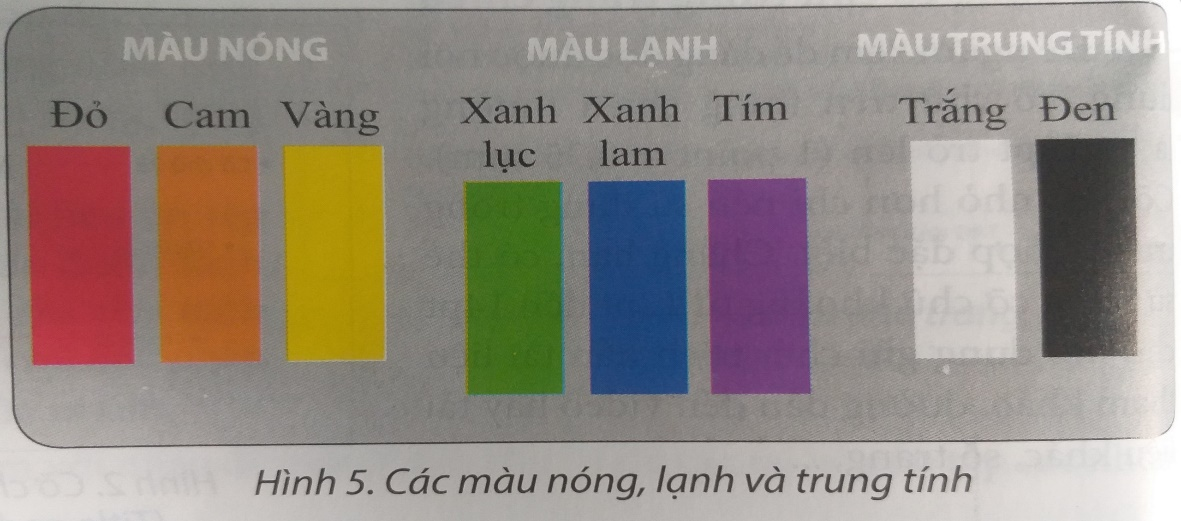 MÀU NÓNG
Đỏ Cam Vàng
MÀU LẠNH
Xanh Xanh Tím
lục lam
MÀU TRUNG TÍNH
Trắng Đen
Hình 5. Các màu nóng, lạnh và trung tính